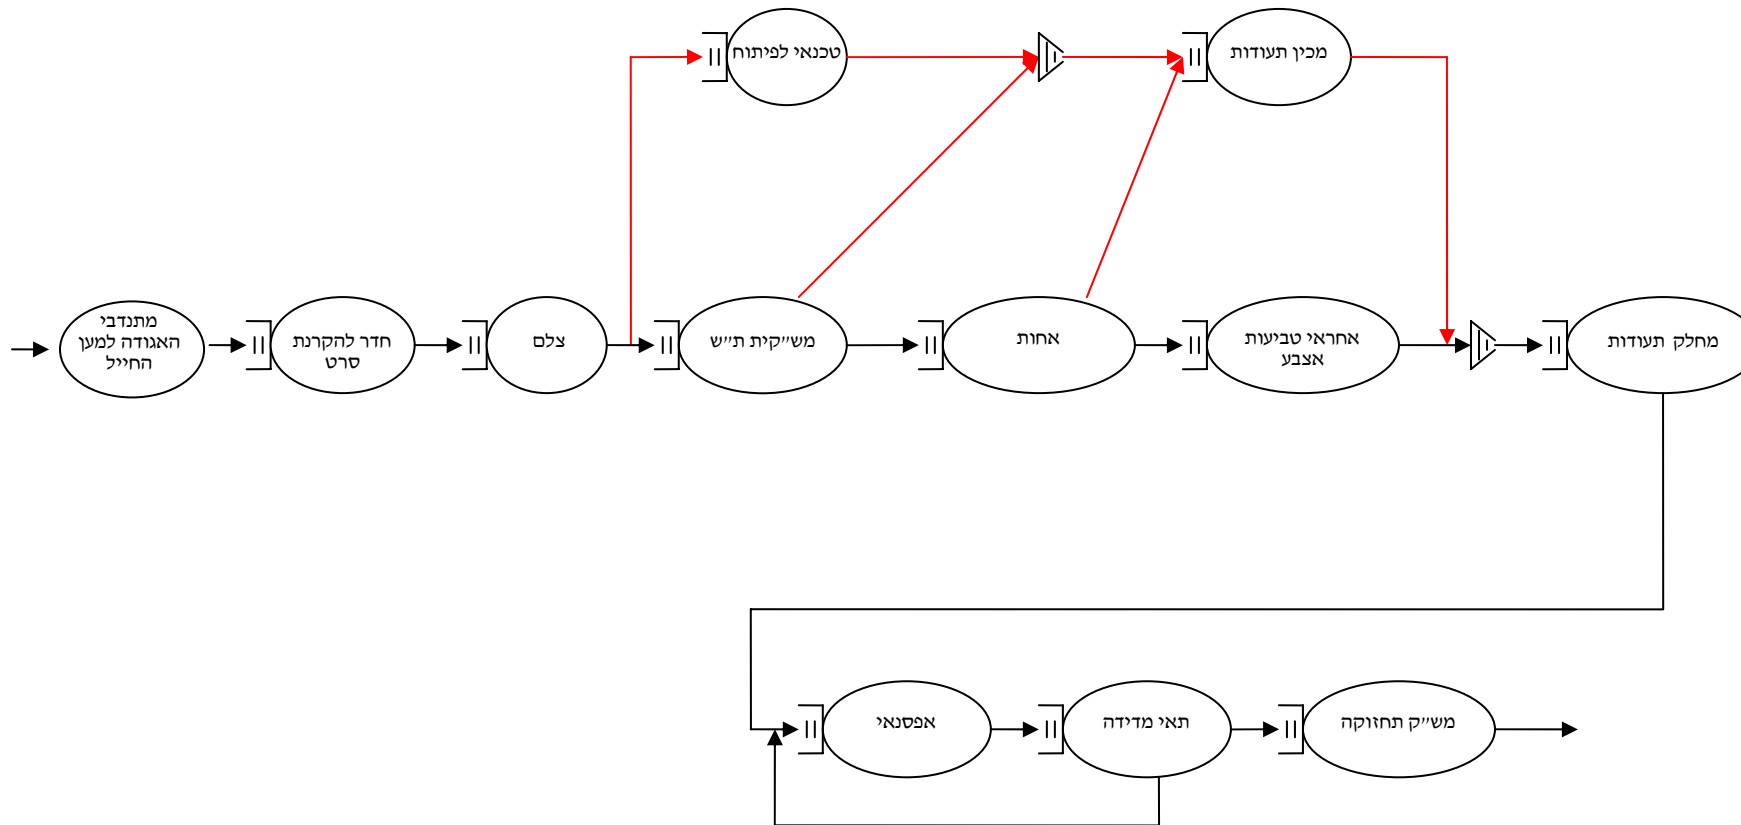 טכנאי לפיתוח
מכין תעודות
מתנדבי
האגודה למען
החייל
חדר להקרנת
סרט
צלם
מש״קית ת״ש
אחות
אחראי טביעות
אצבע
מחלק תעודות
אפסנאי
תאי מדידה
מש״ק תחזוקה